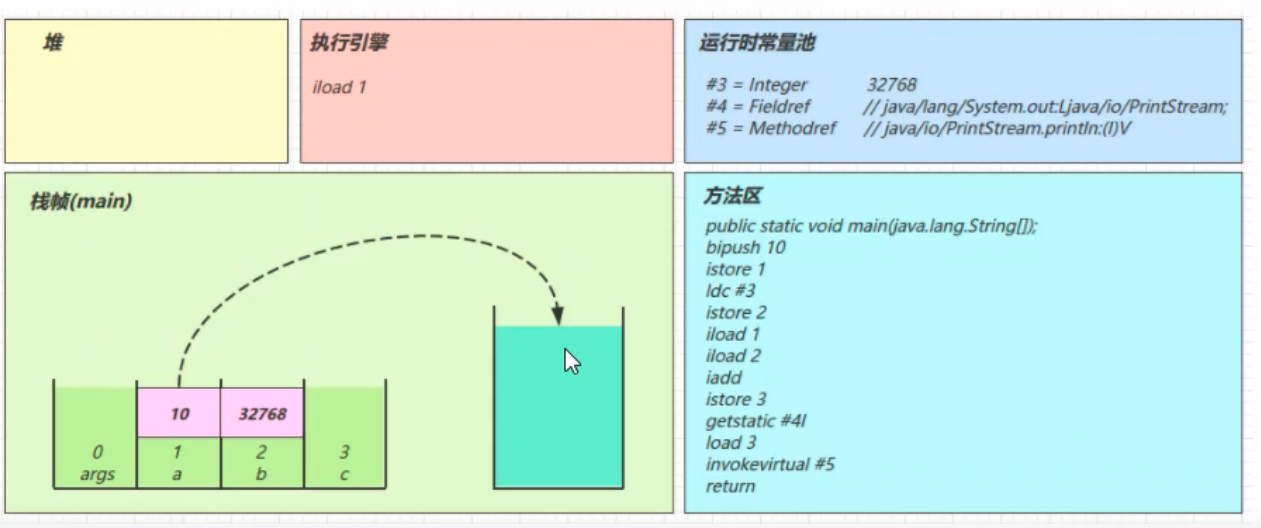 堆
执行引擎
iload 1
运行时常量池
#3 = Integer 32768
#4 = Fieldref // java/lang/System.out:Ljava/io/PrintStream;
#5 = Methodref // java/io/PrintStream.println:(I)V
栈帧(main)
10 32768
0 1 2 3
args a b c
方法区
public static void main(java.lang.String[]);
bipush 10
istore 1
ldc #3
istore 2
iload 1
iload 2
iadd
istore 3
getstatic #4I
load 3
invokevirtual #5
return